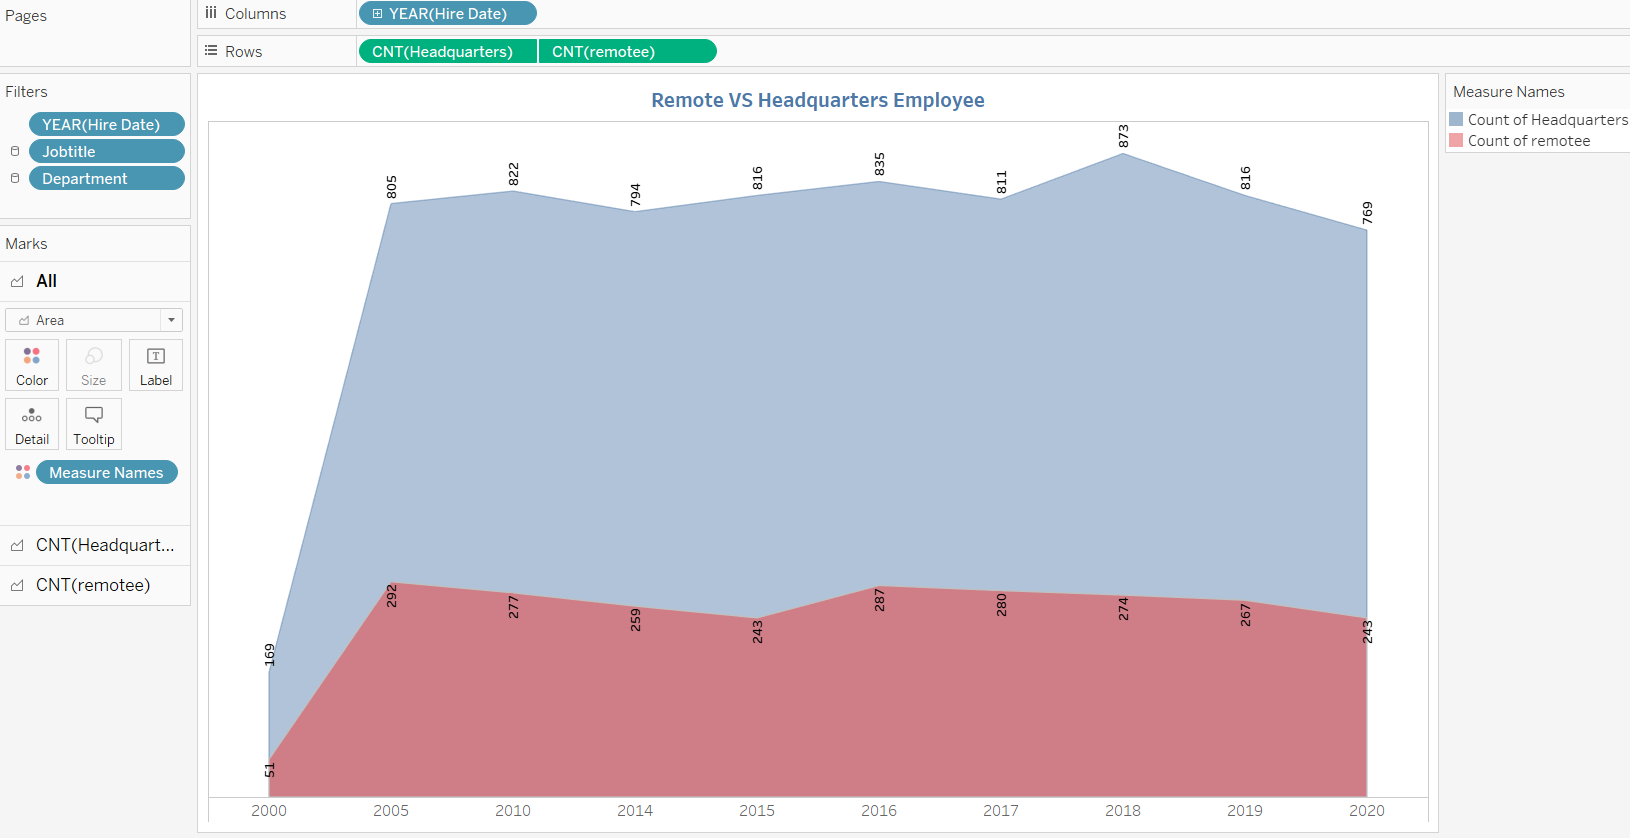 Pages
Columns
YEAR(Hire Date)
Rows
CNT(Headquarters)
CNT(remotee)
Filters
YEAR(Hire Date)
Jobtitle
Department
Marks
All
Area
Color
Size
Label
Detail
Tooltip
Measure Names
CNT(Headquart...
CNT(remotee)
Remote VS Headquarters Employee
169
805
822
794
816
835
811
873
816
769
51
292
277
259
243
287
280
274
267
243
2000
2005
2010
2014
2015
2016
2017
2018
2019
2020
Measure Names
Count of Headquarters
Count of remotee